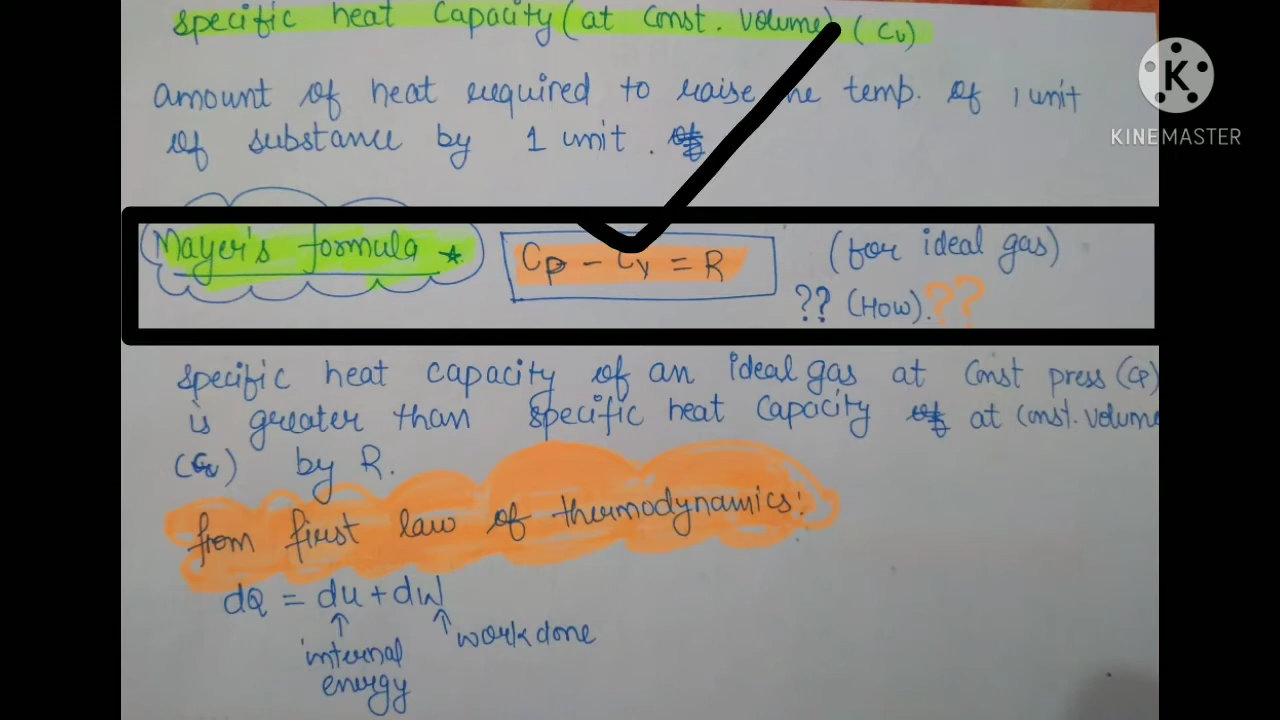 specific heat capacity (at const. volume) (Cv)
K
KINEMASTER
amount of heat required to raise the temp. of 1 unit
of substance by 1 unit.
Mayer's formula ★ Cp - Cv = R (for ideal gas)
?? (How).??
specific heat capacity of an ideal gas at const press (CP)
is greater than specific heat capacity at const. volume
(Cv) by R.
from first law of thermodynamics:
dQ = du + dW
↑ ↑ work done
internal
energy